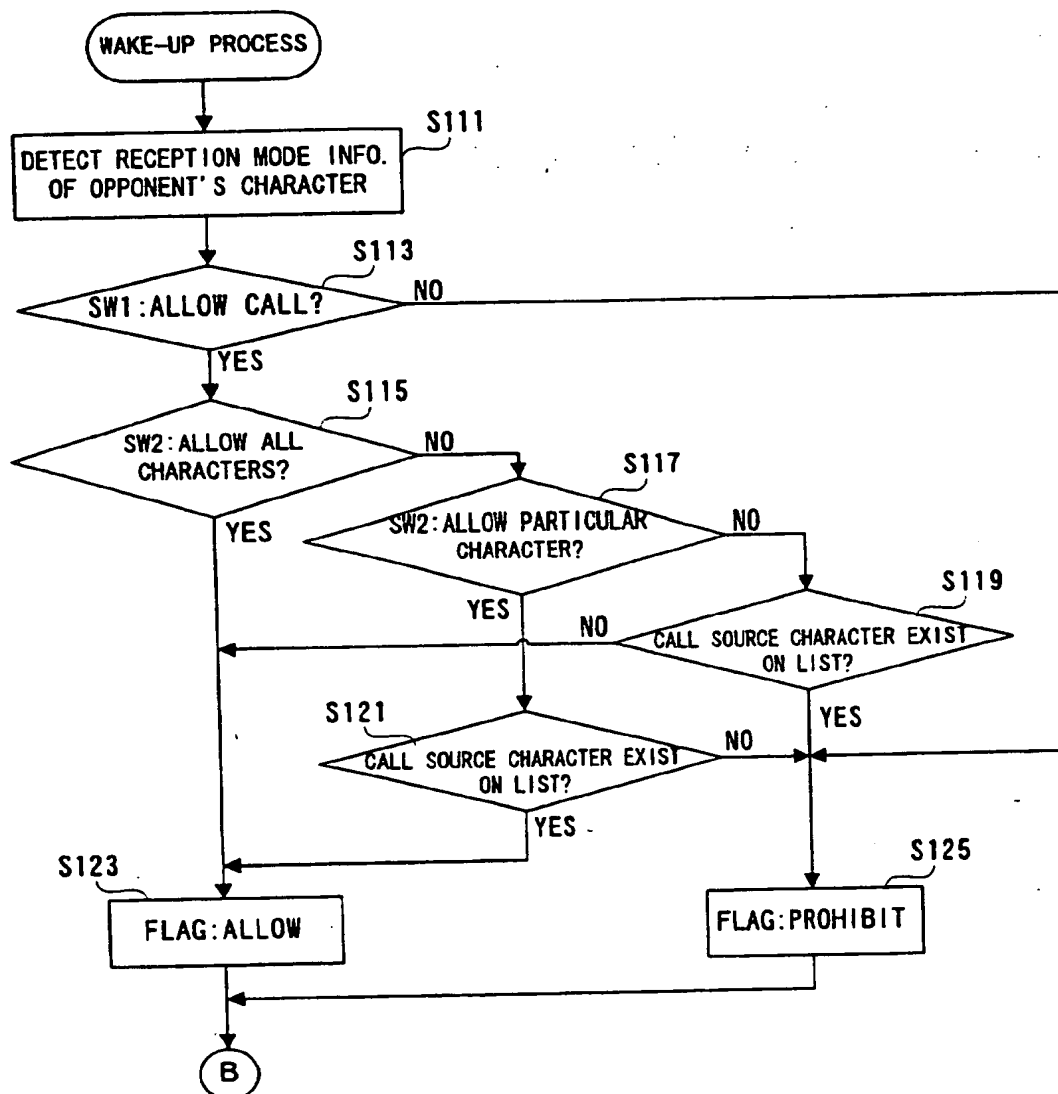 WAKE-UP PROCESS
S111
DETECT RECEPTION MODE INFO.
OF OPPONENT'S CHARACTER
S113
SW1:ALLOW CALL?
NO
YES
S115
SW2:ALLOW ALL
CHARACTERS?
NO
YES
S117
SW2:ALLOW PARTICULAR
CHARACTER?
NO
YES
S119
CALL SOURCE CHARACTER EXIST
ON LIST?
NO
YES
S121
CALL SOURCE CHARACTER EXIST
ON LIST?
NO
YES
S123
FLAG:ALLOW
S125
FLAG:PROHIBIT
B